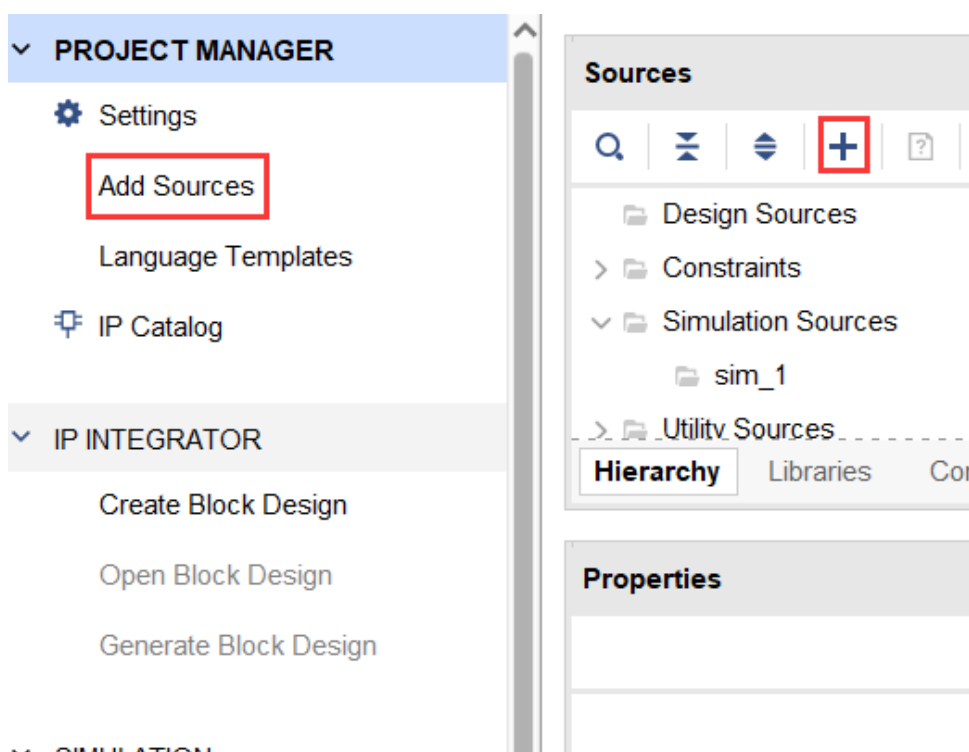 PROJECT MANAGER
Settings
Add Sources
Language Templates
IP Catalog
IP INTEGRATOR
Create Block Design
Open Block Design
Generate Block Design
SIMULATION
Sources
?
Design Sources
Constraints
Simulation Sources
sim_1
Utility Sources
Hierarchy Libraries
Properties